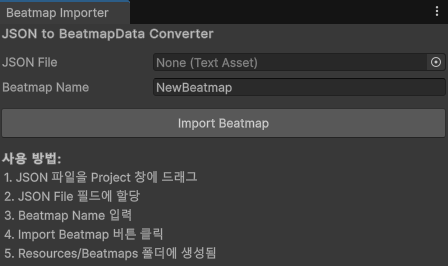 Beatmap Importer
JSON to BeatmapData Converter
JSON File None (Text Asset)
Beatmap Name NewBeatmap
Import Beatmap
사용 방법:
1. JSON 파일을 Project 창에 드래그
2. JSON File 필드에 할당
3. Beatmap Name 입력
4. Import Beatmap 버튼 클릭
5. Resources/Beatmaps 폴더에 생성됨